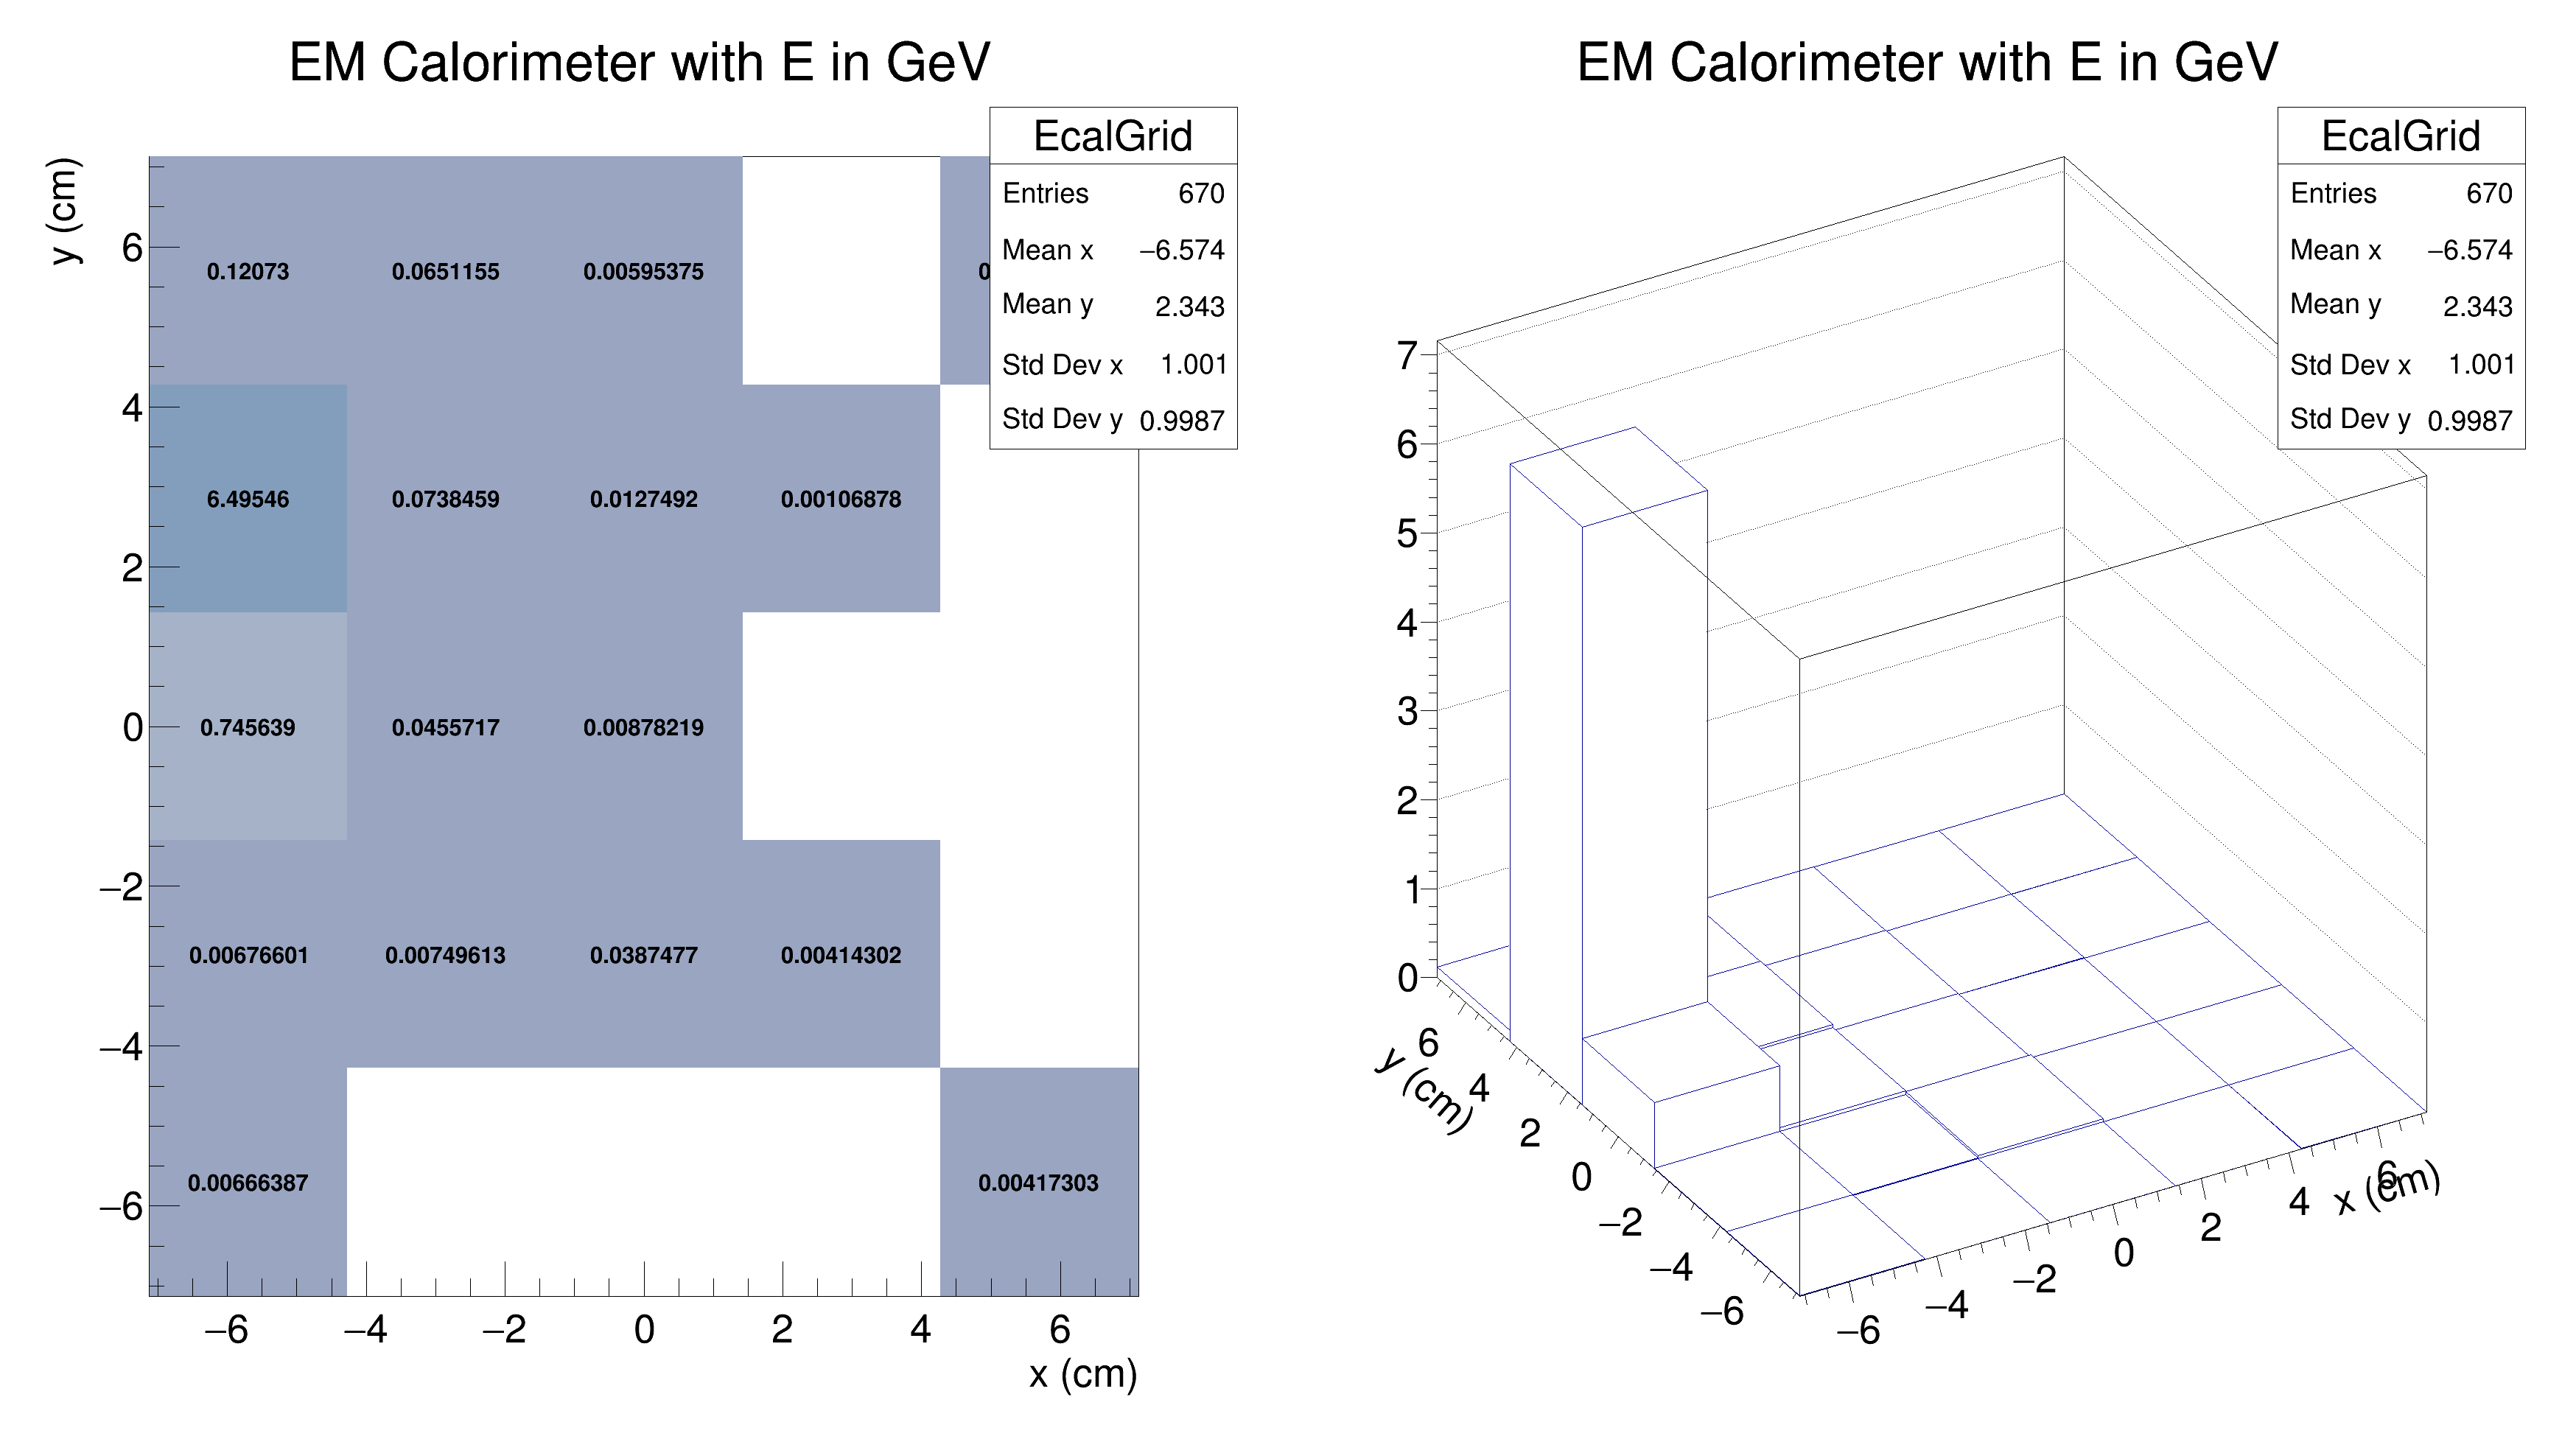 EM Calorimeter with E in GeV
EcalGrid
Entries 670
Mean x −6.574
Mean y 2.343
Std Dev x 1.001
Std Dev y 0.9987
y (cm)
6
4
2
0
−2
−4
−6
0.12073 0.0651155 0.00595375 0
6.49546 0.0738459 0.0127492 0.00106878
0.745639 0.0455717 0.00878219
0.00676601 0.00749613 0.0387477 0.00414302
0.00666387 0.00417303
−6 −4 −2 0 2 4 6
x (cm)
EM Calorimeter with E in GeV
EcalGrid
Entries 670
Mean x −6.574
Mean y 2.343
Std Dev x 1.001
Std Dev y 0.9987
7
6
5
4
3
2
1
0
y (cm)
6
4
2
0
−2
−4
−6
−6 −4 −2 0 2 4 6
x (cm)